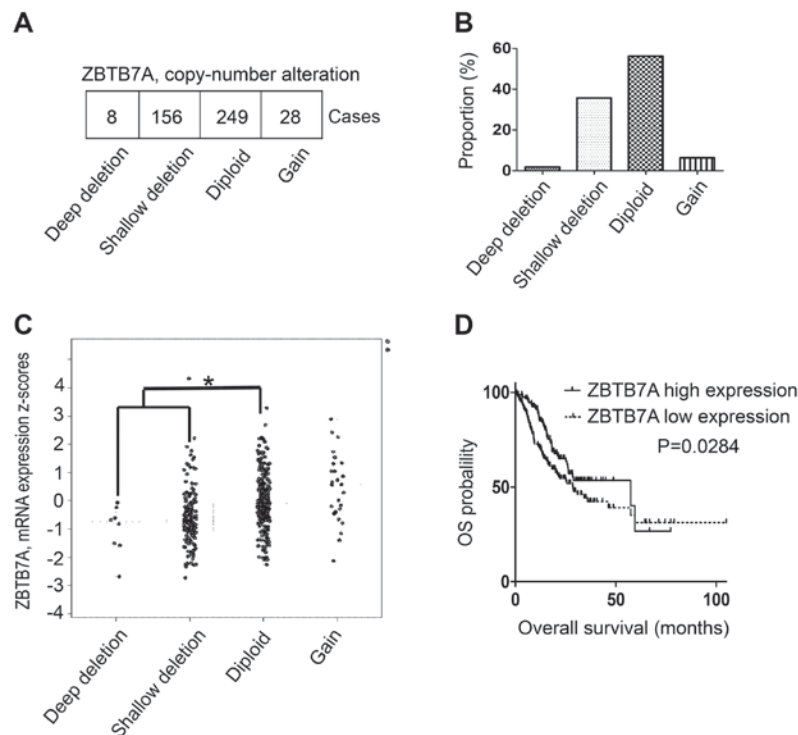 A
ZBTB7A, copy-number alteration
8 156 249 28 Cases
Deep deletion
Shallow deletion
Diploid
Gain
B
Proportion (%)
60
40
20
0
Deep deletion
Shallow deletion
Diploid
Gain
C
ZBTB7A, mRNA expression z-scores
4
3
2
1
0
-1
-2
-3
-4
*
Deep deletion
Shallow deletion
Diploid
Gain
D
OS probalility
100
50
0
ZBTB7A high expression
ZBTB7A low expression
P=0.0284
0 50 100
Overall survival (months)